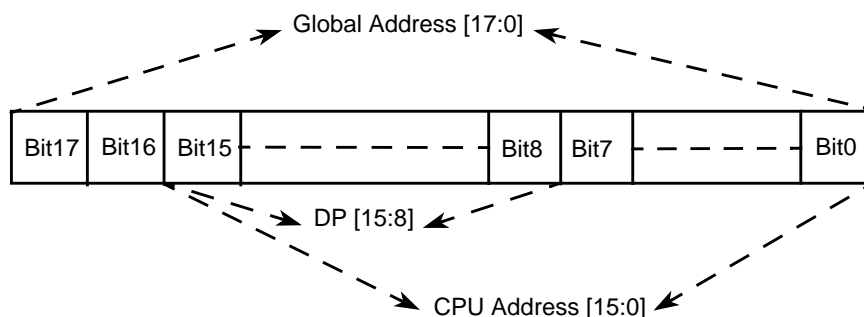 Global Address [17:0]
Bit17 Bit16 Bit15 Bit8 Bit7 Bit0
DP [15:8]
CPU Address [15:0]